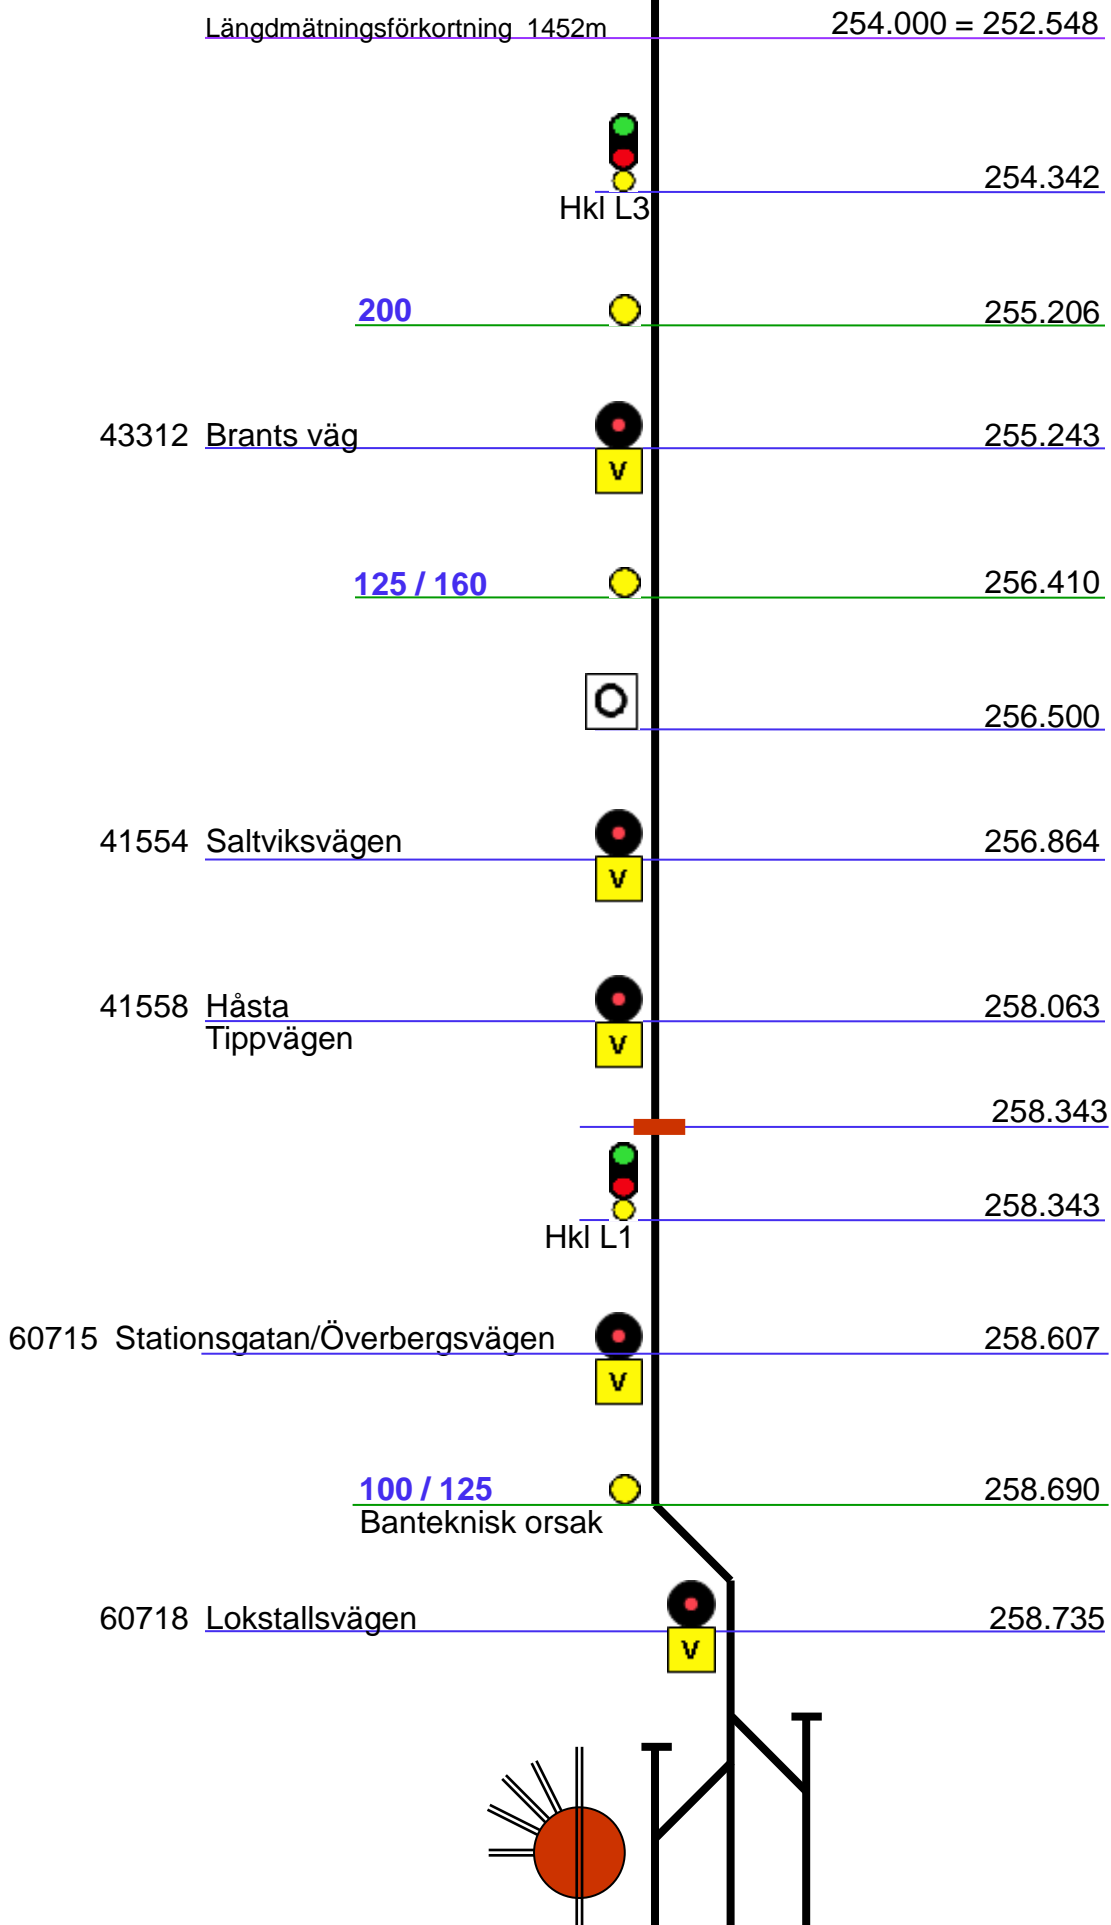 Längdmätningsförkortning 1452m 254.000 = 252.548
254.342
Hkl L3
200 255.206
43312 Brants väg 255.243
V
125 / 160 256.410
O 256.500
41554 Saltviksvägen 256.864
V
41558 Håsta 258.063
Tippvägen V
258.343
258.343
Hkl L1
60715 Stationsgatan/Överbergsvägen 258.607
V
100 / 125 258.690
Banteknisk orsak
60718 Lokstallsvägen 258.735
V